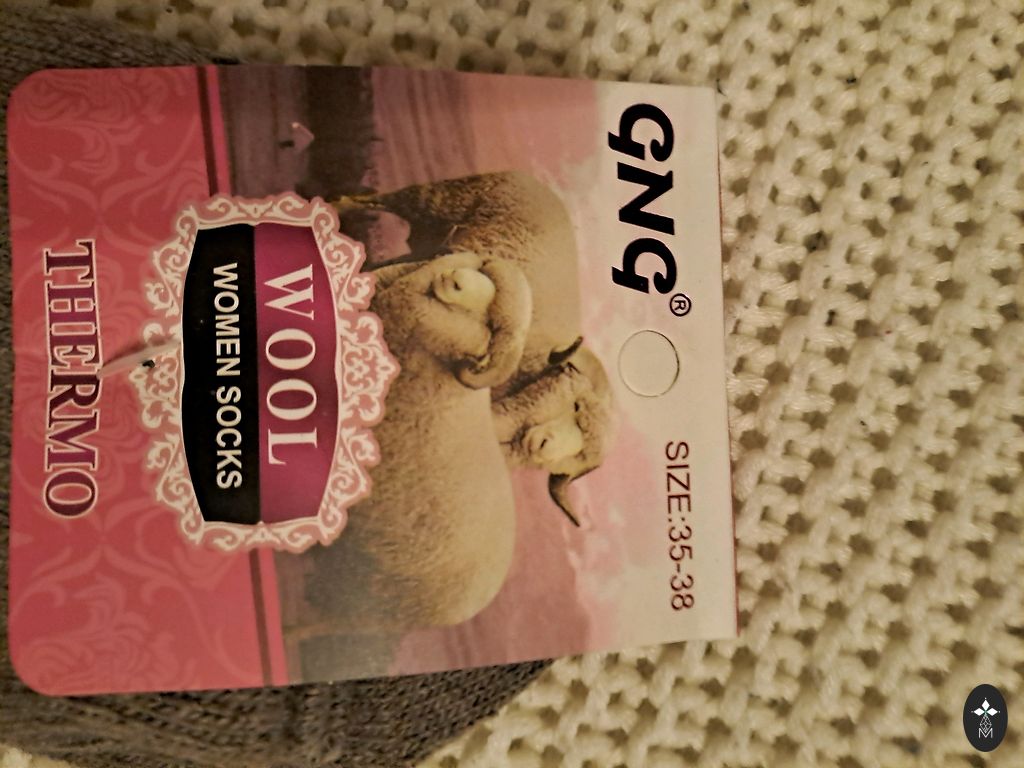 GNG®
SIZE:35-38
WOOL
WOMEN SOCKS
THERMO
M